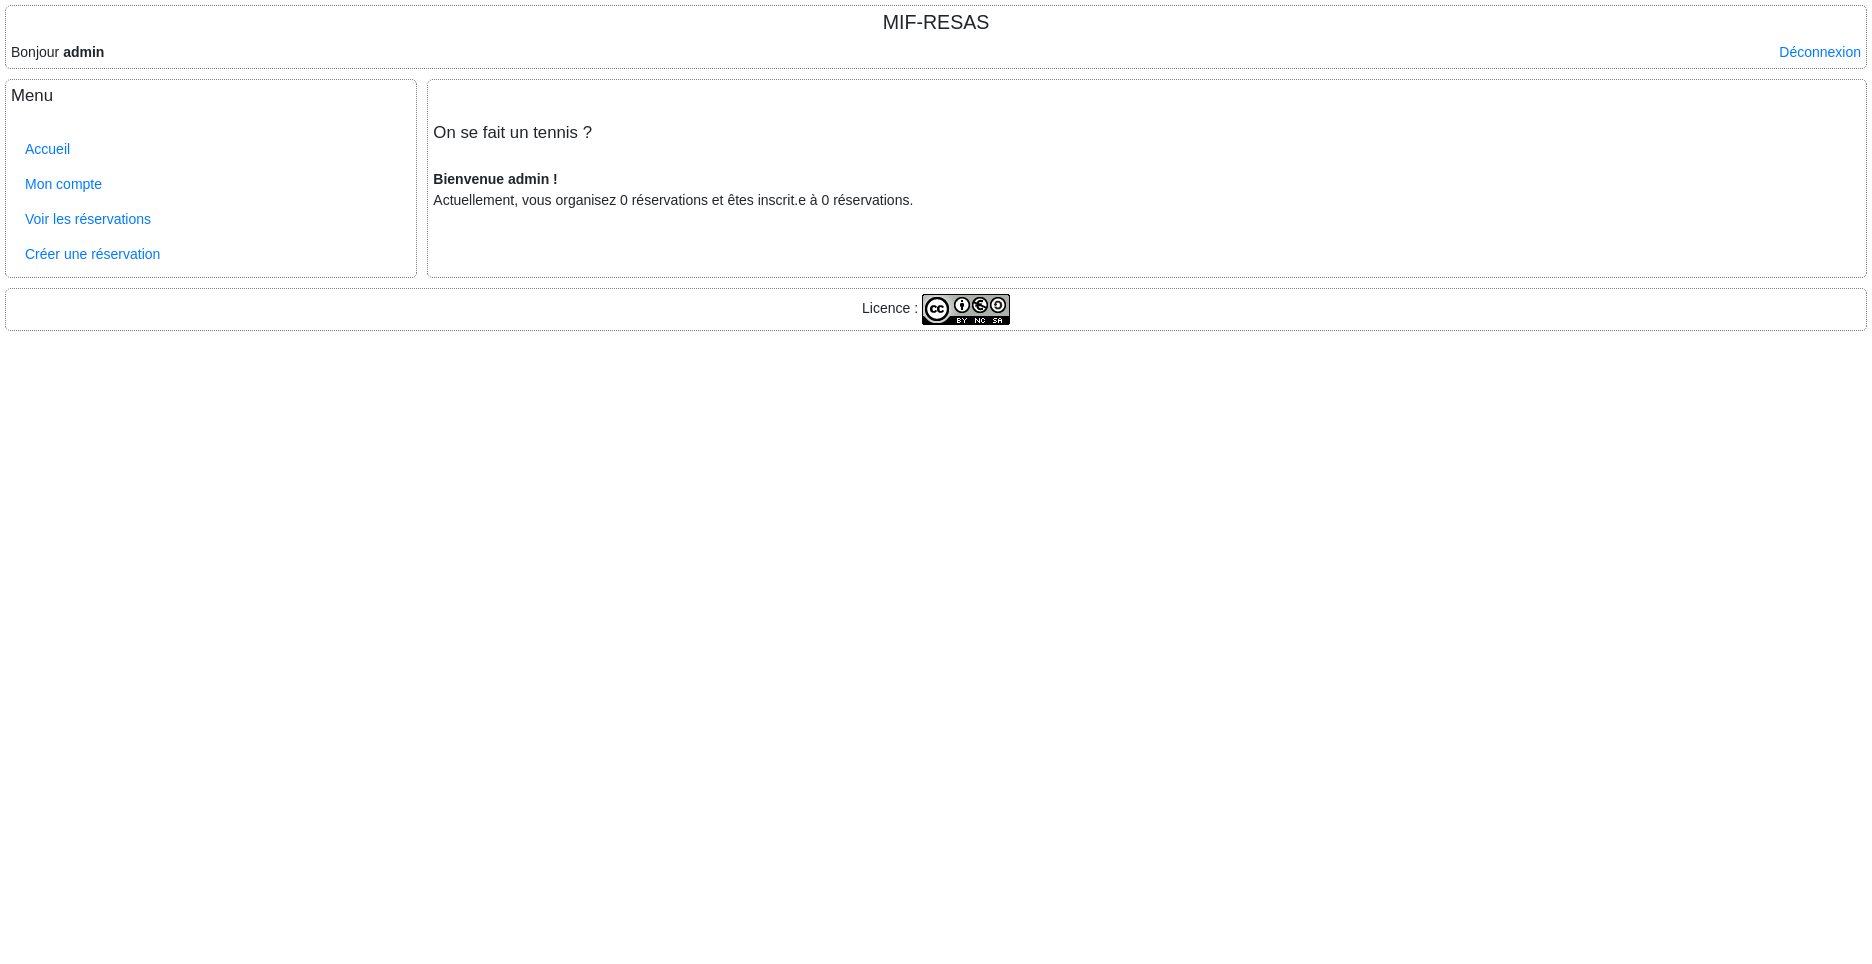 MIF-RESAS
Bonjour admin
Déconnexion
Menu
Accueil
Mon compte
Voir les réservations
Créer une réservation
On se fait un tennis ?
Bienvenue admin !
Actuellement, vous organisez 0 réservations et êtes inscrit.e à 0 réservations.
Licence :
cc
BY NC SA